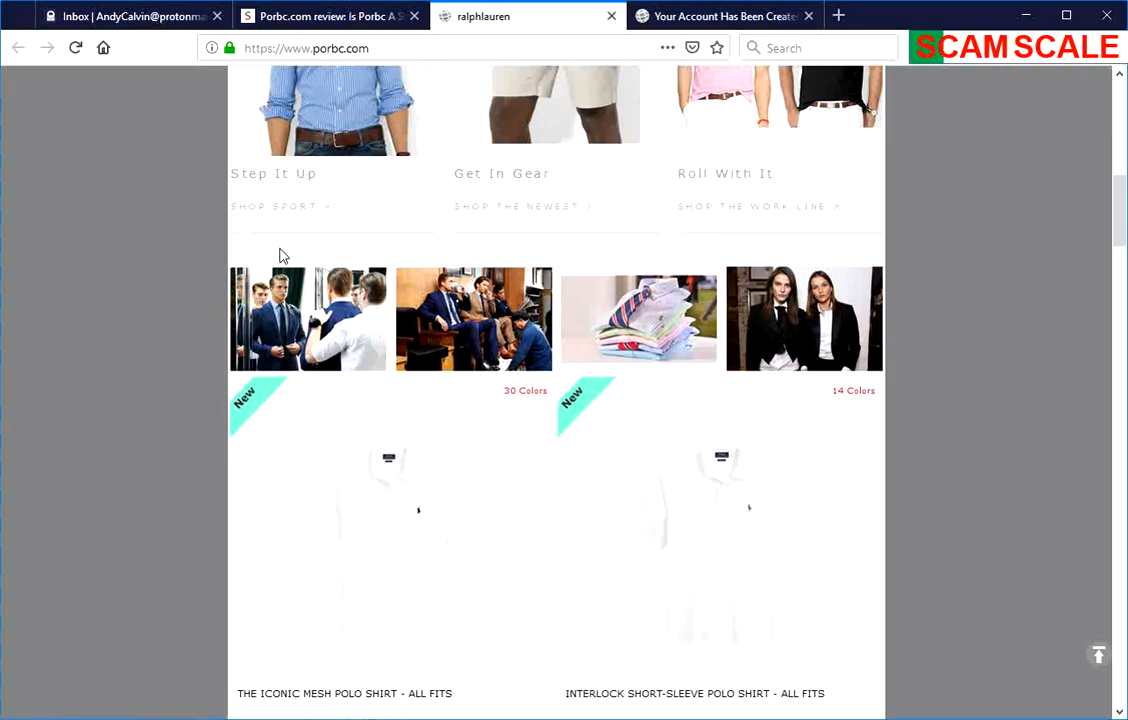 Inbox | AndyCalvin@protonma
Porbc.com review: Is Porbc A S
ralphlauren
Your Account Has Been Create
https://www.porbc.com
Search
SCAM SCALE
Step It Up
Get In Gear
Roll With It
SHOP SPORT >
SHOP THE NEWEST >
SHOP THE WORK LINE >
New
30 Colors
New
14 Colors
THE ICONIC MESH POLO SHIRT - ALL FITS
INTERLOCK SHORT-SLEEVE POLO SHIRT - ALL FITS